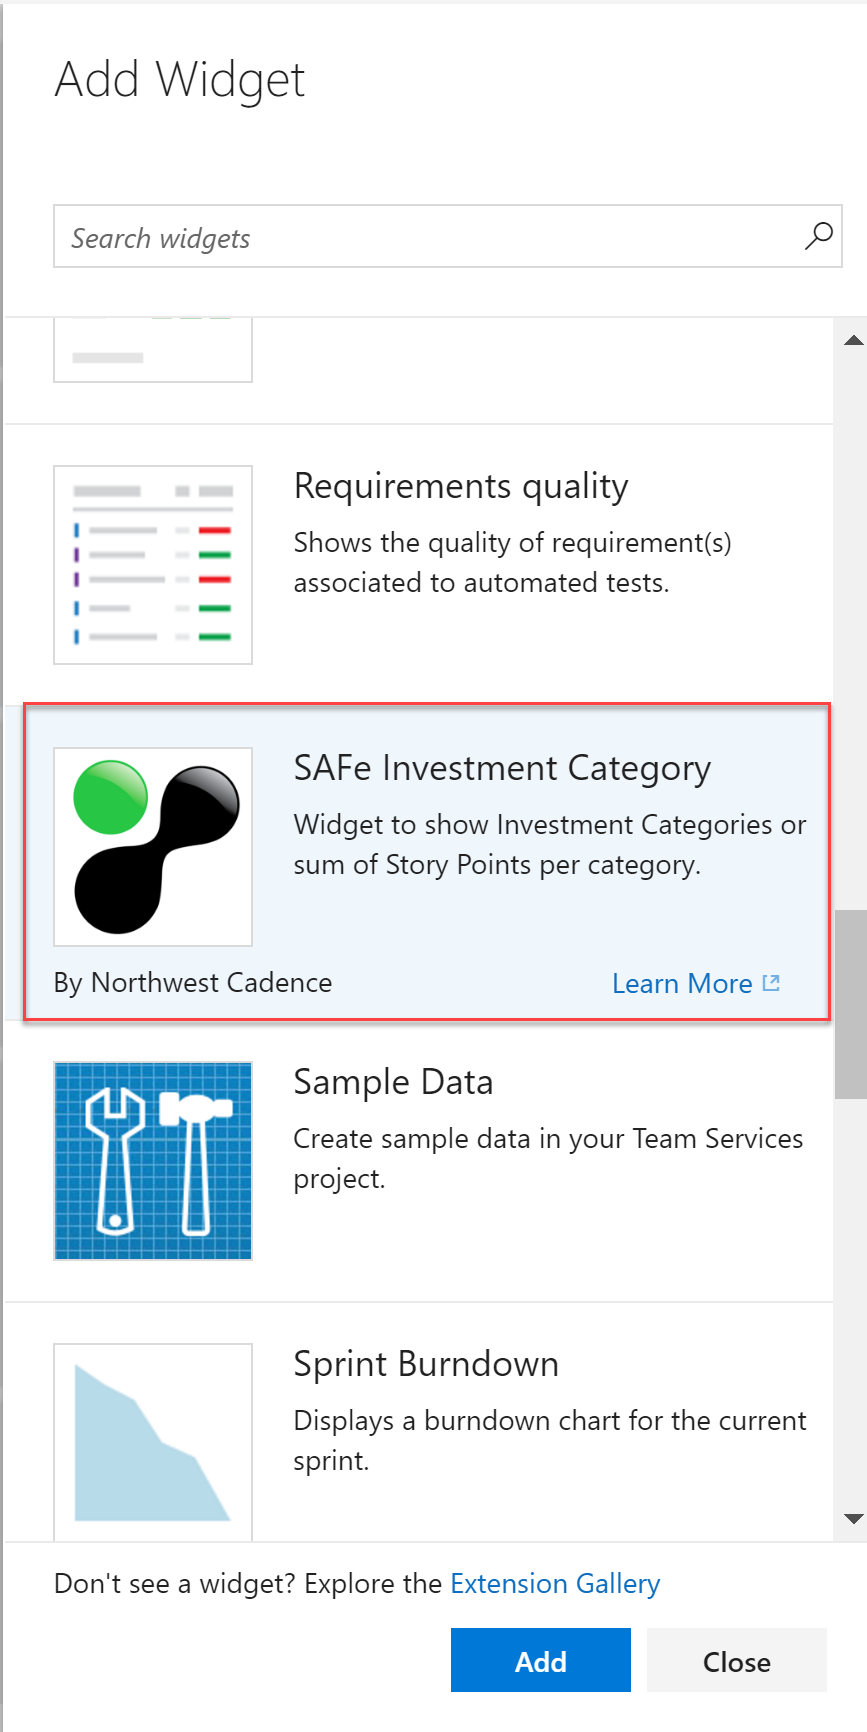 Add Widget
Search widgets
Requirements quality
Shows the quality of requirement(s)
associated to automated tests.
SAFe Investment Category
Widget to show Investment Categories or
sum of Story Points per category.
By Northwest Cadence
Learn More
Sample Data
Create sample data in your Team Services
project.
Sprint Burndown
Displays a burndown chart for the current
sprint.
Don't see a widget? Explore the Extension Gallery
Add
Close